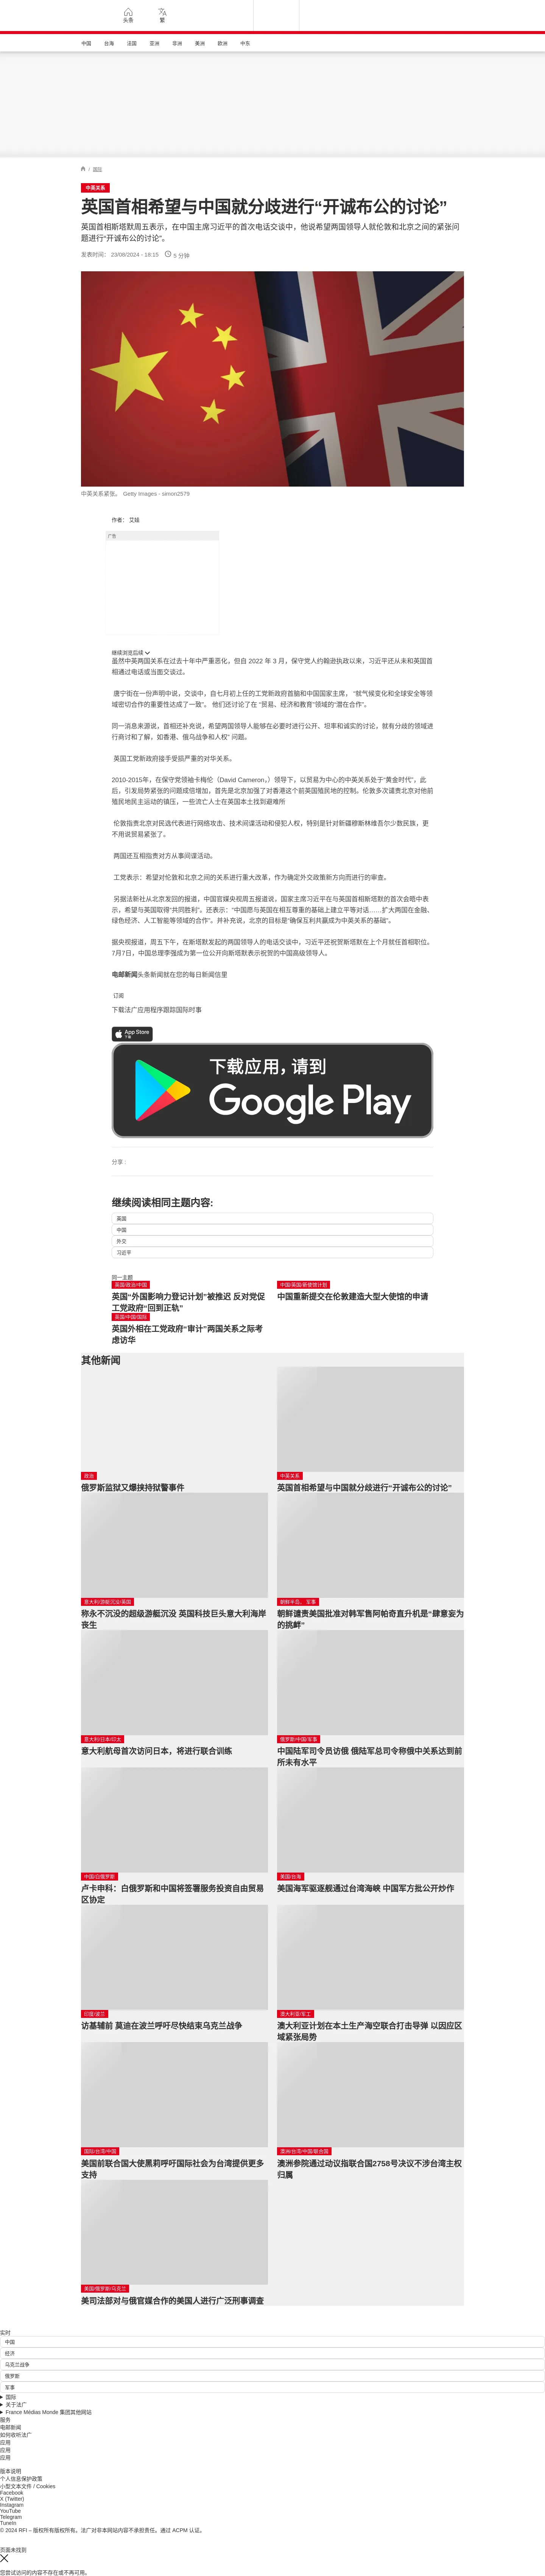 头条
繁
中国
台海
法国
亚洲
非洲
美洲
欧洲
中东
/ 国际
中英关系
英国首相希望与中国就分歧进行“开诚布公的讨论”
英国首相斯塔默周五表示，在中国主席习近平的首次电话交谈中，他说希望两国领导人就伦敦和北京之间的紧张问
题进行“开诚布公的讨论”。
发表时间： 23/08/2024 - 18:15
5 分钟
中英关系紧张。 Getty Images - simon2579
作者： 艾娃
广告
继续浏览后续
虽然中英两国关系在过去十年中严重恶化，但自 2022 年 3 月，保守党人约翰逊执政以来，习近平还从未和英国首
相通过电话或当面交谈过。
唐宁街在一份声明中说，交谈中，自七月初上任的工党新政府首脑和中国国家主席， “就气候变化和全球安全等领
域密切合作的重要性达成了一致”。 他们还讨论了在 “贸易、经济和教育”领域的“潜在合作”。
同一消息来源说，首相还补充说，希望两国领导人能够在必要时进行公开、坦率和诚实的讨论，就有分歧的领域进
行商讨和了解，如香港、俄乌战争和人权“ 问题。
英国工党新政府接手受损严重的对华关系。
2010-2015年，在保守党领袖卡梅伦（David Cameron,）领导下，以贸易为中心的中英关系处于“黄金时代”，此
后，引发局势紧张的问题成倍增加，首先是北京加强了对香港这个前英国殖民地的控制。伦敦多次谴责北京对他前
殖民地民主运动的镇压，一些流亡人士在英国本土找到避难所
伦敦指责北京对民选代表进行网络攻击、技术间谍活动和侵犯人权，特别是针对新疆穆斯林维吾尔少数民族，更
不用说贸易紧张了。
两国还互相指责对方从事间谍活动。
工党表示：希望对伦敦和北京之间的关系进行重大改革，作为确定外交政策新方向而进行的审查。
另据法新社从北京发回的报道，中国官媒央视周五报道说，国家主席习近平在与英国首相斯塔默的首次会晤中表
示，希望与英国取得“共同胜利”。还表示：“中国愿与英国在相互尊重的基础上建立平等对话……扩大两国在金融、
绿色经济、人工智能等领域的合作”。并补充说，北京的目标是“确保互利共赢成为中英关系的基础”。
据央视报道，周五下午，在斯塔默发起的两国领导人的电话交谈中，习近平还祝贺斯塔默在上个月就任首相职位。
7月7日，中国总理李强成为第一位公开向斯塔默表示祝贺的中国高级领导人。
电邮新闻头条新闻就在您的每日新闻信里
订阅
下载法广应用程序跟踪国际时事
App Store
下载应用，请到
Google Play
分享 :
继续阅读相同主题内容:
英国
中国
外交
习近平
同一主题
英国/政治/中国
英国“外国影响力登记计划”被推迟 反对党促
工党政府“回到正轨”
中国/英国/新使馆计划
中国重新提交在伦敦建造大型大使馆的申请
英国/中国/国际
英国外相在工党政府“审计”两国关系之际考
虑访华
其他新闻
政治
俄罗斯监狱又爆挟持狱警事件
中英关系
英国首相希望与中国就分歧进行“开诚布公的讨论”
意大利/游艇沉没/英国
称永不沉没的超级游艇沉没 英国科技巨头意大利海岸
丧生
朝鲜半岛、 军事
朝鲜谴责美国批准对韩军售阿帕奇直升机是“肆意妄为
的挑衅”
意大利/日本/印太
意大利航母首次访问日本，将进行联合训练
俄罗斯/中国/军事
中国陆军司令员访俄 俄陆军总司令称俄中关系达到前
所未有水平
中国/白俄罗斯
卢卡申科：白俄罗斯和中国将签署服务投资自由贸易
区协定
美国/台海
美国海军驱逐舰通过台湾海峡 中国军方批公开炒作
印度/波兰
访基辅前 莫迪在波兰呼吁尽快结束乌克兰战争
澳大利亚/军工
澳大利亚计划在本土生产海空联合打击导弹 以因应区
域紧张局势
国际/台湾/中国
美国前联合国大使黑莉呼吁国际社会为台湾提供更多
支持
澳洲/台湾/中国/联合国
澳洲参院通过动议指联合国2758号决议不涉台湾主权
归属
美国/俄罗斯/乌克兰
美司法部对与俄官媒合作的美国人进行广泛刑事调查
实时
中国
经济
乌克兰战争
俄罗斯
军事
国际
关于法广
France Médias Monde 集团其他网站
服务
电邮新闻
如何收听法广
应用
应用
应用
版本说明
个人信息保护政策
小型文本文件 / Cookies
Facebook
X (Twitter)
Instagram
YouTube
Telegram
TuneIn
© 2024 RFI – 版权所有版权所有。法广对非本网站内容不承担责任。通过 ACPM 认证。
页面未找到
您尝试访问的内容不存在或不再可用。